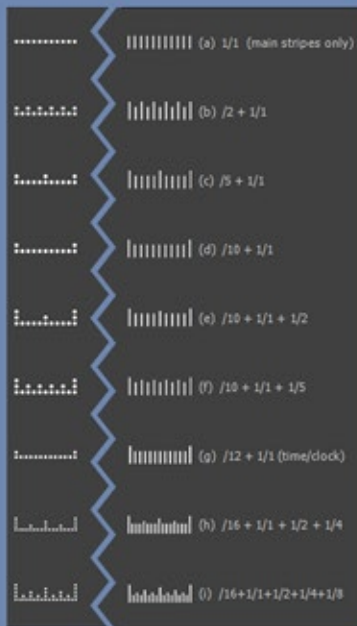 (a) 1/1 (main stripes only)
(b) /2 + 1/1
(c) /5 + 1/1
(d) /10 + 1/1
(e) /10 + 1/1 + 1/2
(f) /10 + 1/1 + 1/5
(g) /12 + 1/1 (time/clock)
(h) /16 + 1/1 + 1/2 + 1/4
(i) /16+1/1+1/2+1/4+1/8